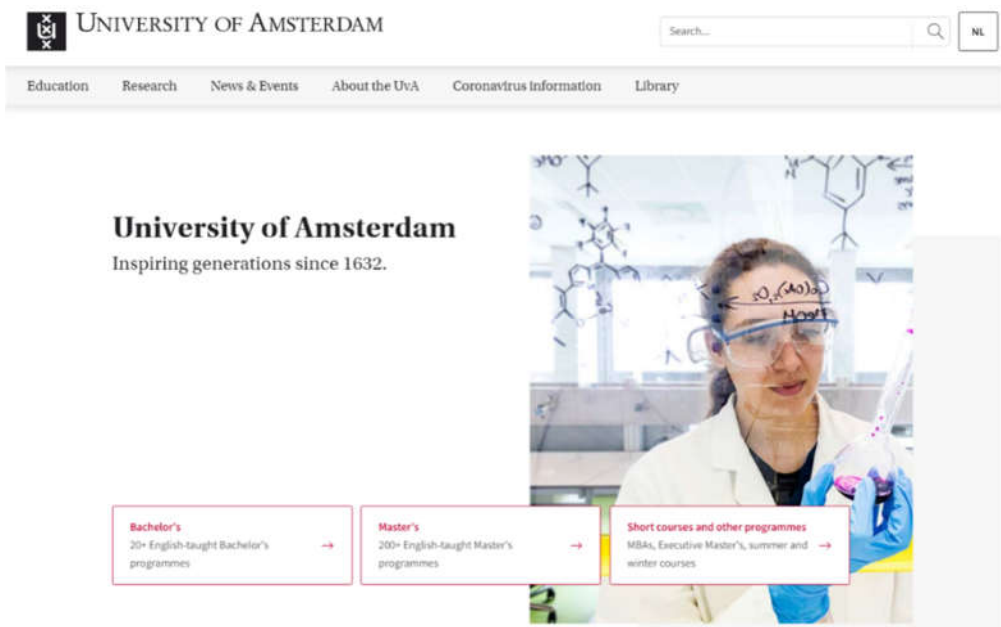 UNIVERSITY OF AMSTERDAM
Search...
NL
Education Research News & Events About the UvA Coronavirus information Library
University of Amsterdam
Inspiring generations since 1632.
Bachelor's
20+ English-taught Bachelor's
programmes
Master's
200+ English-taught Master's
programmes
Short courses and other programmes
MBAs, Executive Master's, summer and
winter courses